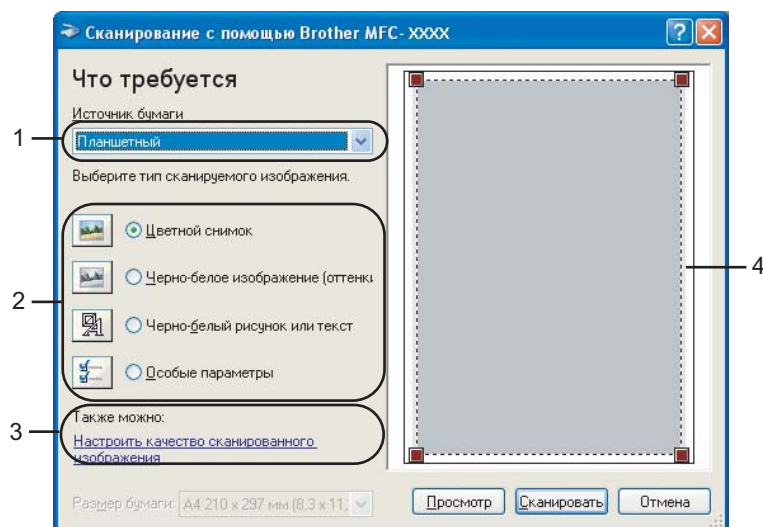 Сканирование с помощью Brother MFC- XXXX
Что требуется
Источник бумаги
1
Планшетный
Выберите тип сканируемого изображения.
2
Цветной снимок
Черно-белое изображение (оттенки
Черно-белый рисунок или текст
Особые параметры
3
Также можно:
Настроить качество сканированного
изображения
4
Размер бумаги: A4 210 x 297 мм (8,3 x 11,
Просмотр Сканировать Отмена